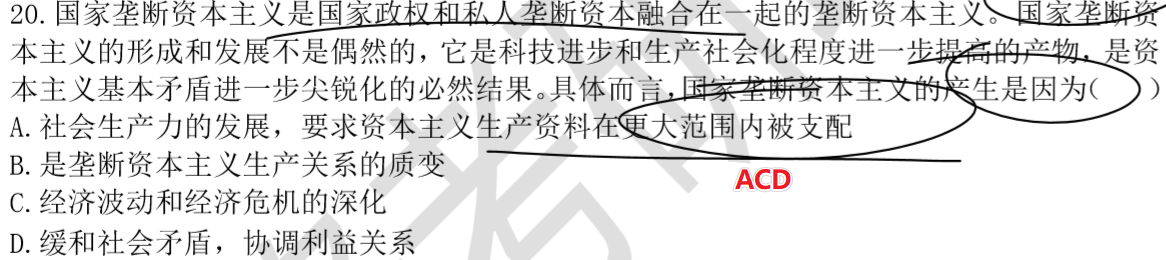 20. 国家垄断资本主义是国家政权和私人垄断资本融合在一起的垄断资本主义。国家垄断资
本主义的形成和发展不是偶然的，它是科技进步和生产社会化程度进一步提高的产物，是资
本主义基本矛盾进一步尖锐化的必然结果。具体而言，国家垄断资本主义的产生是因为(　　)
A. 社会生产力的发展，要求资本主义生产资料在更大范围内被支配
B. 是垄断资本主义生产关系的质变
ACD
C. 经济波动和经济危机的深化
D. 缓和社会矛盾，协调利益关系